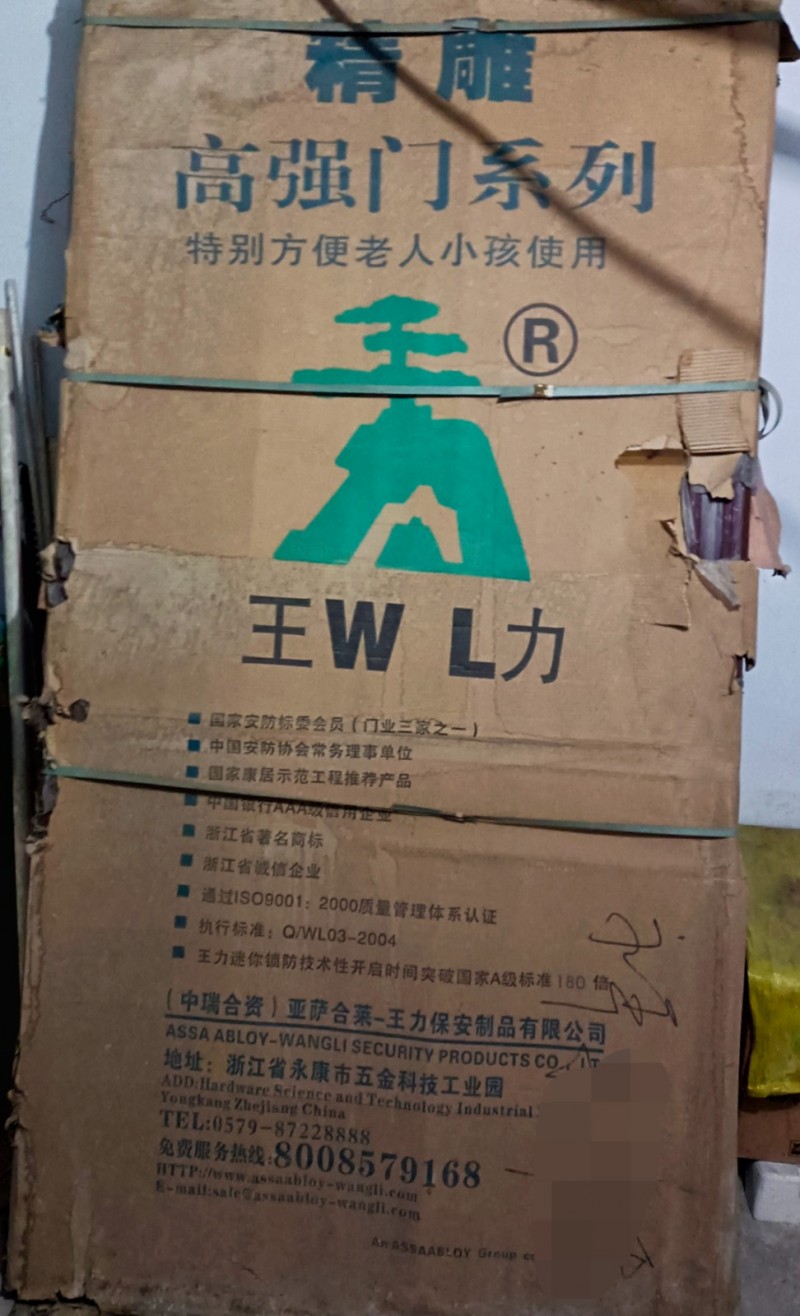 精雕
高强门系列
特别方便老人小孩使用
®
王W L力
国家安防标委会员(门业三家之一)
中国安防协会常务理事单位
国家康居示范工程推荐产品
中国银行AAA级信用企业
浙江省著名商标
浙江省诚信企业
通过ISO9001:2000质量管理体系认证
执行标准:Q/WL03-2004
王力迷你锁防技术性开启时间突破国家A级标准180倍
(中瑞合资)亚萨合莱-王力保安制品有限公司
ASSA ABLOY-WANGLI SECURITY PRODUCTS CO., LT
地址:浙江省永康市五金科技工业园
ADD:Hardware Science and Technology Industrial
Yongkang Zhejiang China
TEL:0579-87228888
免费服务热线:8008579168
HTTP://www.assaabloy-wangli.com
E-mail:sale@assaabloy-wangli.com
An ASSAABLOY Group